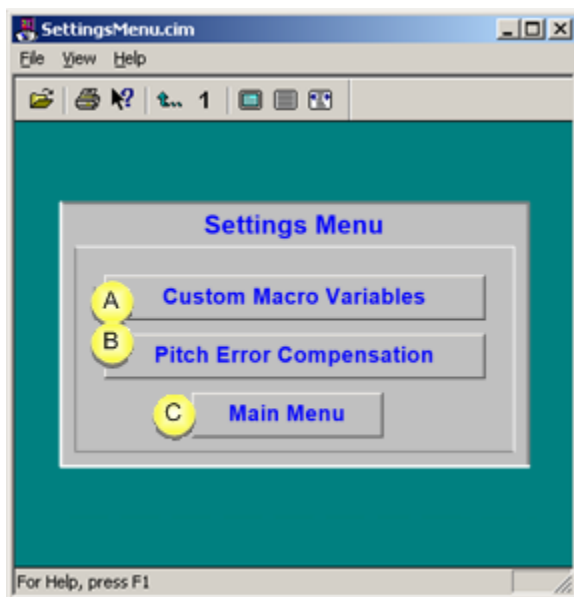 SettingsMenu.cim
File View Help
1
Settings Menu
A Custom Macro Variables
B Pitch Error Compensation
C Main Menu
For Help, press F1